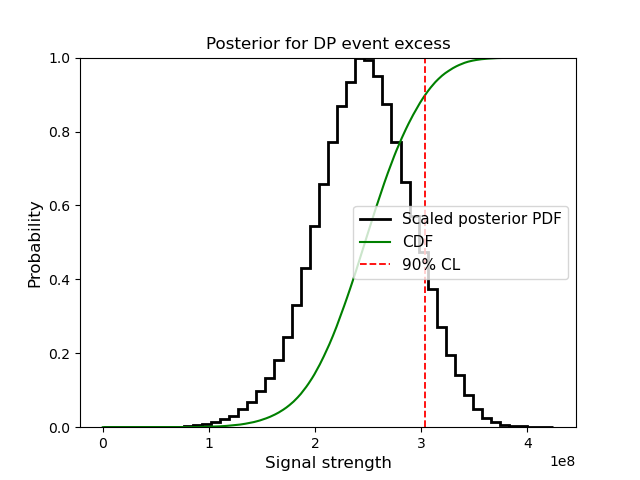 Posterior for DP event excess
Probability
1.0
0.8
0.6
0.4
0.2
0.0
Scaled posterior PDF
CDF
90% CL
0 1 2 3 4
1e8
Signal strength